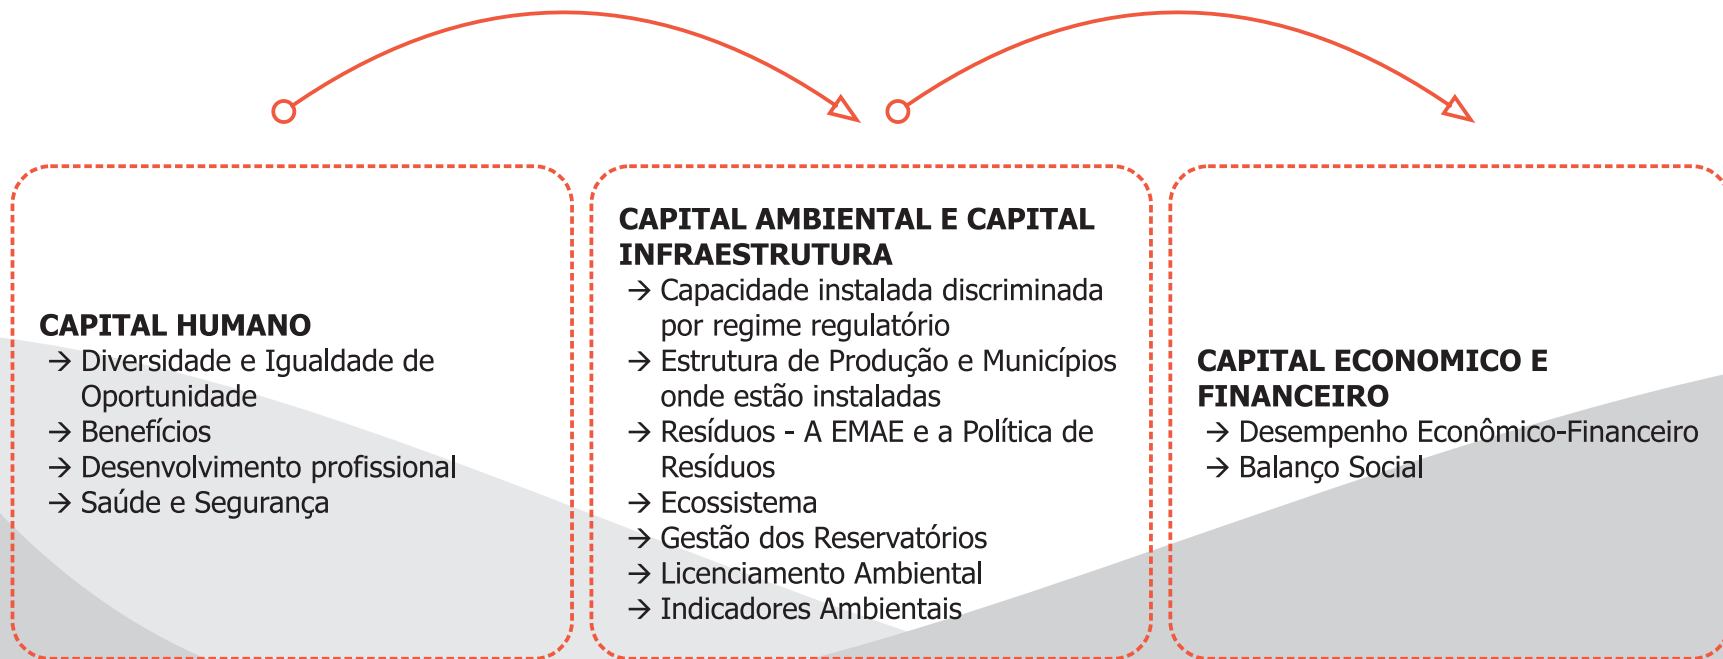 CAPITAL HUMANO
→ Diversidade e Igualdade de
Oportunidade
→ Benefícios
→ Desenvolvimento profissional
→ Saúde e Segurança
CAPITAL AMBIENTAL E CAPITAL
INFRAESTRUTURA
→ Capacidade instalada discriminada
por regime regulatório
→ Estrutura de Produção e Municípios
onde estão instaladas
→ Resíduos - A EMAE e a Política de
Resíduos
→ Ecossistema
→ Gestão dos Reservatórios
→ Licenciamento Ambiental
→ Indicadores Ambientais
CAPITAL ECONOMICO E
FINANCEIRO
→ Desempenho Econômico-Financeiro
→ Balanço Social